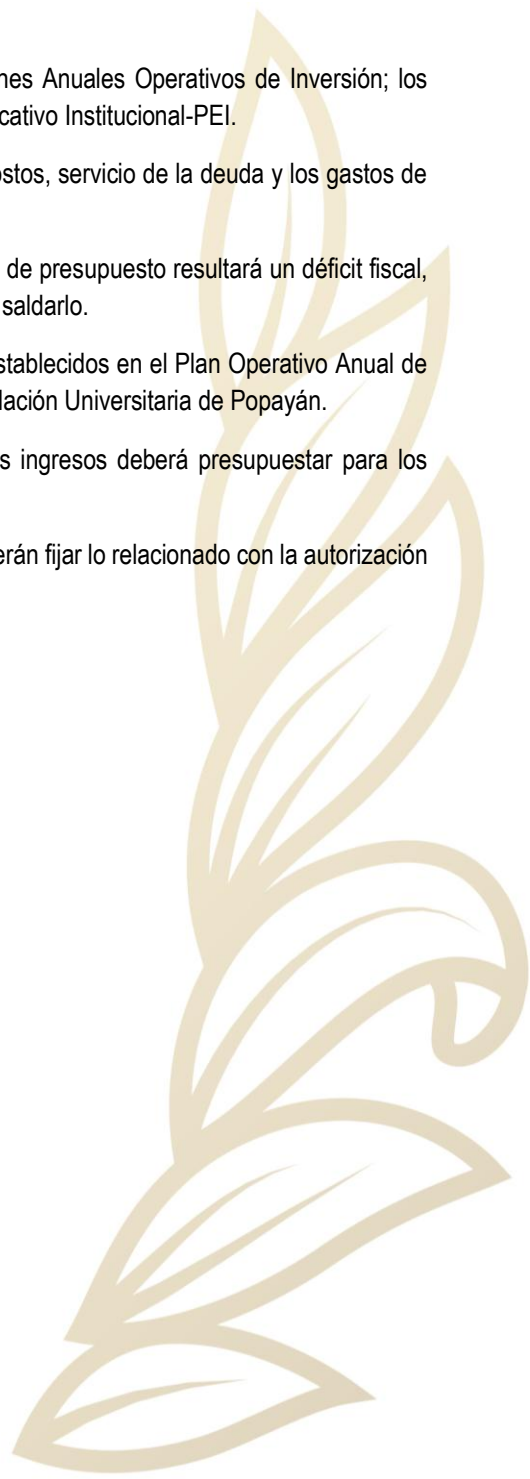 nes Anuales Operativos de Inversión; los
cativo Institucional-PEI.
ostos, servicio de la deuda y los gastos de
de presupuesto resultará un déficit fiscal,
saldarlo.
stablecidos en el Plan Operativo Anual de
dación Universitaria de Popayán.
s ingresos deberá presupuestar para los
erán fijar lo relacionado con la autorización